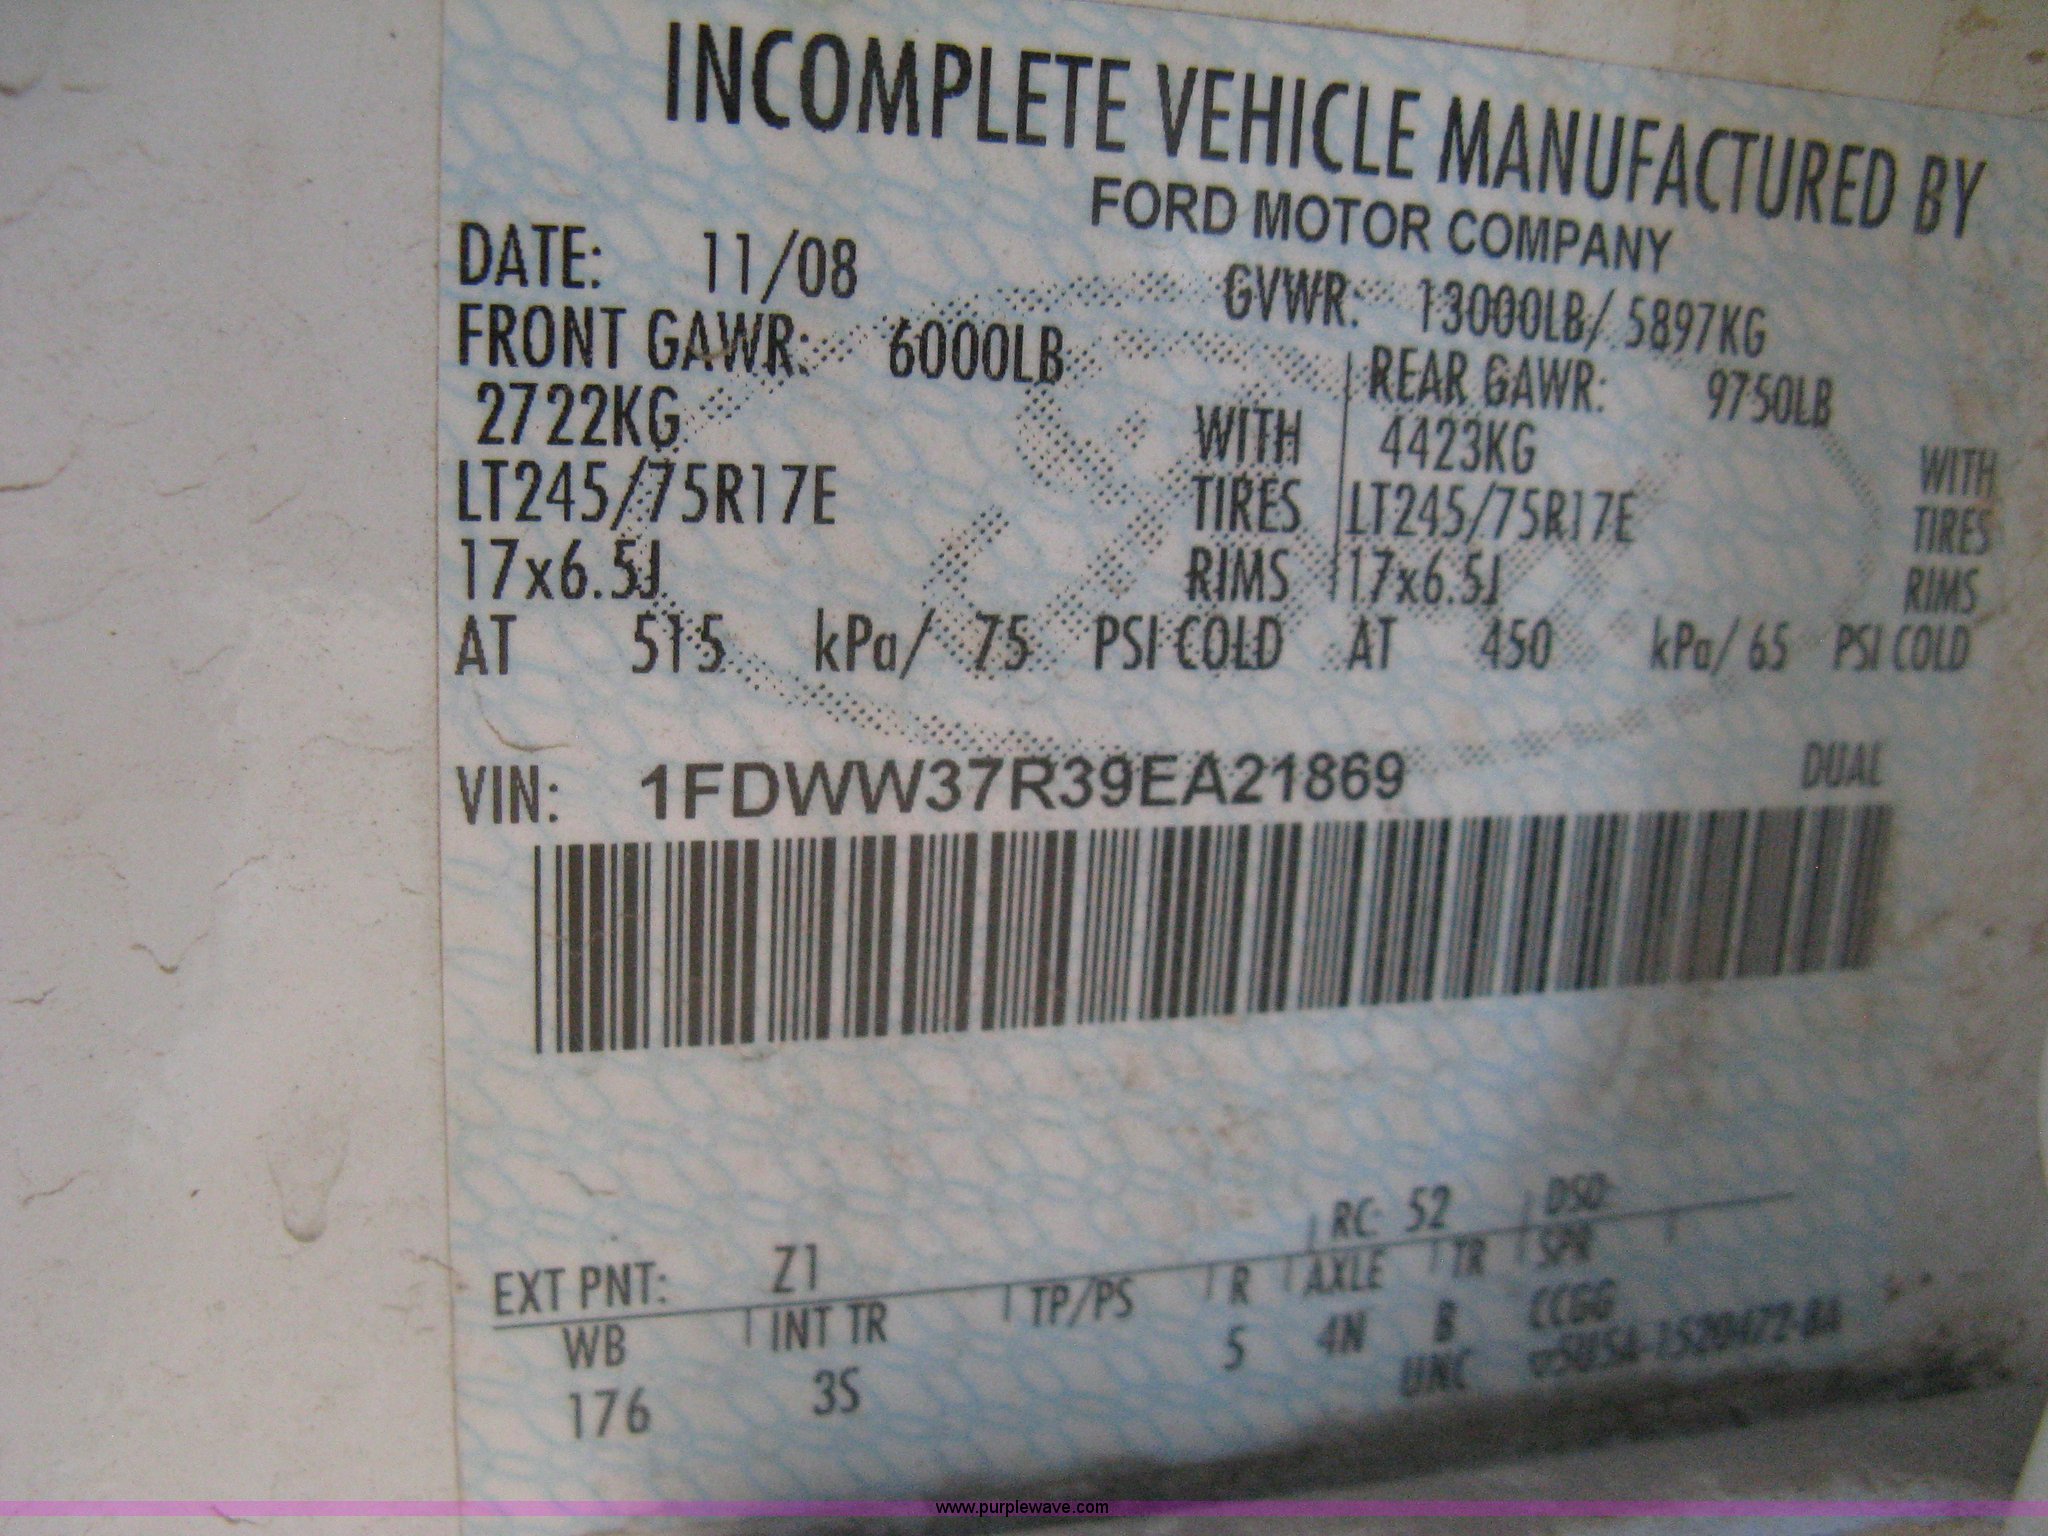 INCOMPLETE VEHICLE MANUFACTURED BY
FORD MOTOR COMPANY
DATE: 11/08 GVWR: 13000LB/ 5897KG
FRONT GAWR: 6000LB REAR GAWR: 9750LB
2722KG WITH 4423KG WITH
LT245/75R17E TIRES LT245/75R17E TIRES
17x6.5J RIMS 17x6.5J RIMS
AT 515 kPa/ 75 PSI COLD AT 450 kPa/ 65 PSI COLD
VIN: 1FDWW37R39EA21869 DUAL
EXT PNT: Z1 RC: 52 DSO:
WB INT TR TP/PS R AXLE TR SPR
176 3S 5 4N B CCGG
UNC
www.purplewave.com